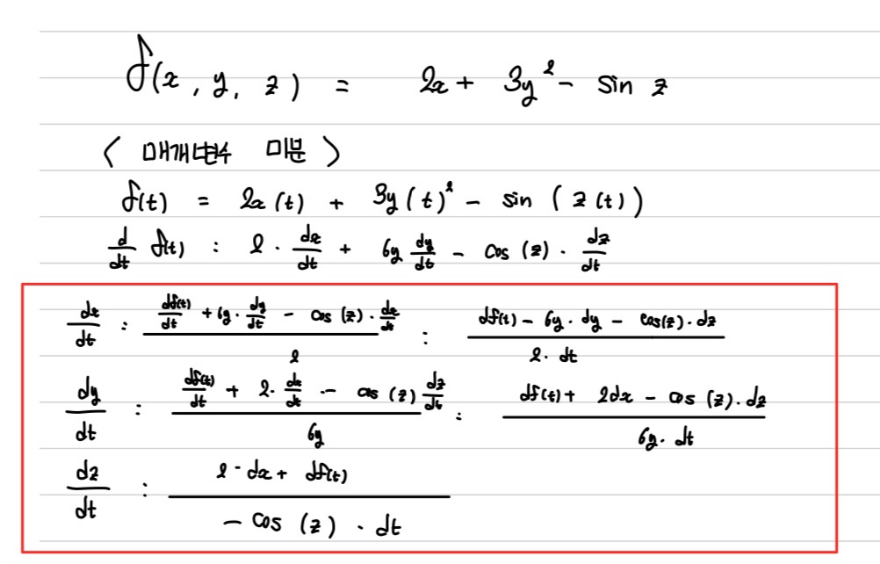 f(x, y, z) = 2x + 3y² - sin z
< 매개변수 미분 >
f(t) = 2x(t) + 3y(t)² - sin (z(t))
d/dt f(t) : 2 · dx/dt + 6y dy/dt - cos (z) · dz/dt
dx/dt : (df(t)/dt + 6y · dy/dt - cos (z) · dz/dt) / 2 : (df(t) - 6y · dy - cos(z) · dz) / (2 · dt)
dy/dt : (df(t)/dt + 2 · dx/dt - cos (z) dz/dt) / 6y : (df(t) + 2dx - cos (z) · dz) / (6y · dt)
dz/dt : (2 · dx + df(t)) / (- cos (z) · dt)